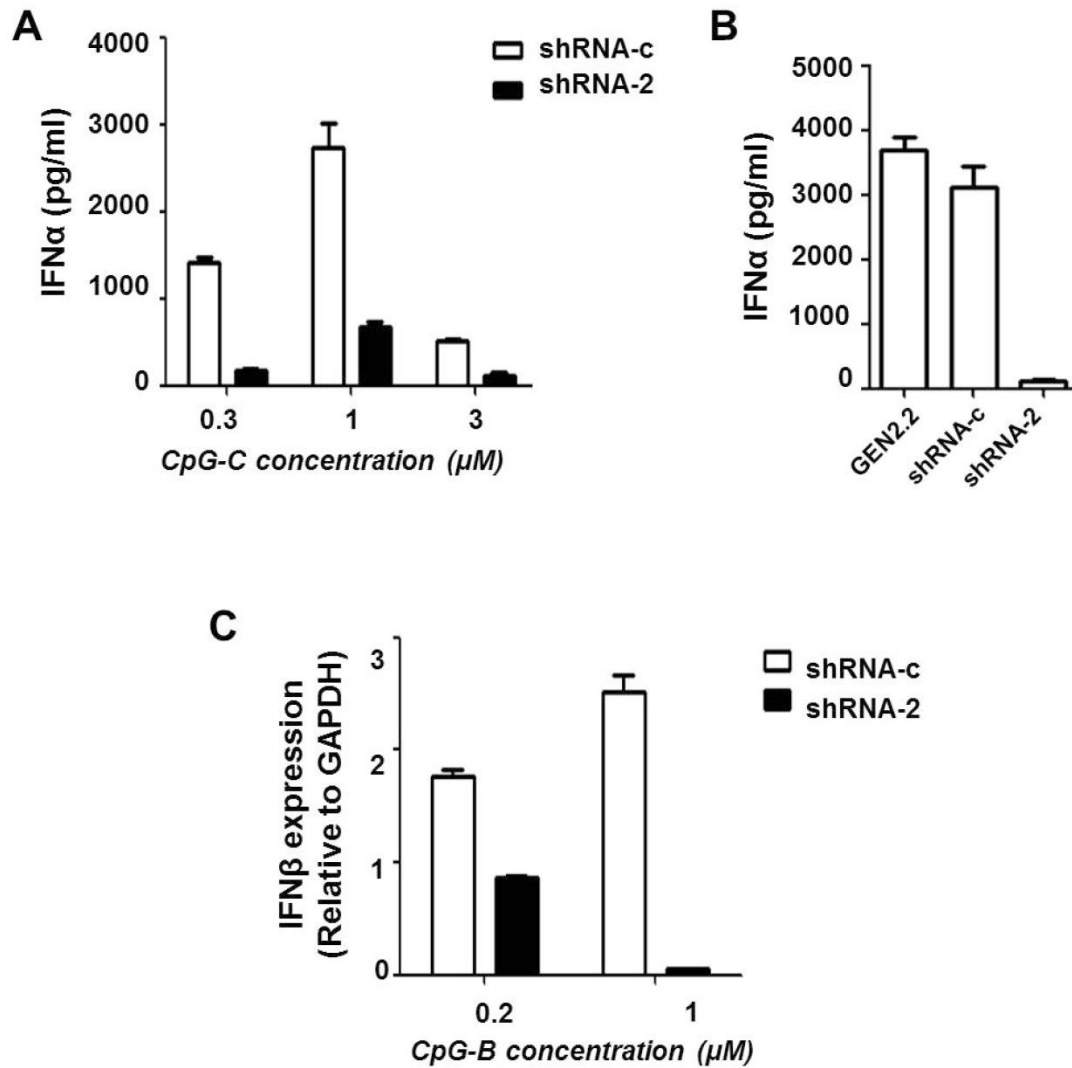 A
4000
3000
2000
1000
0
IFNα (pg/ml)
shRNA-c
shRNA-2
0.3 1 3
CpG-C concentration (μM)
B
5000
4000
3000
4000
1000
0
IFNα (pg/ml)
GEN2.2
shRNA-c
shRNA-2
C
3
2
1
0
IFNβ expression
(Relative to GAPDH)
shRNA-c
shRNA-2
0.2 1
CpG-B concentration (μM)